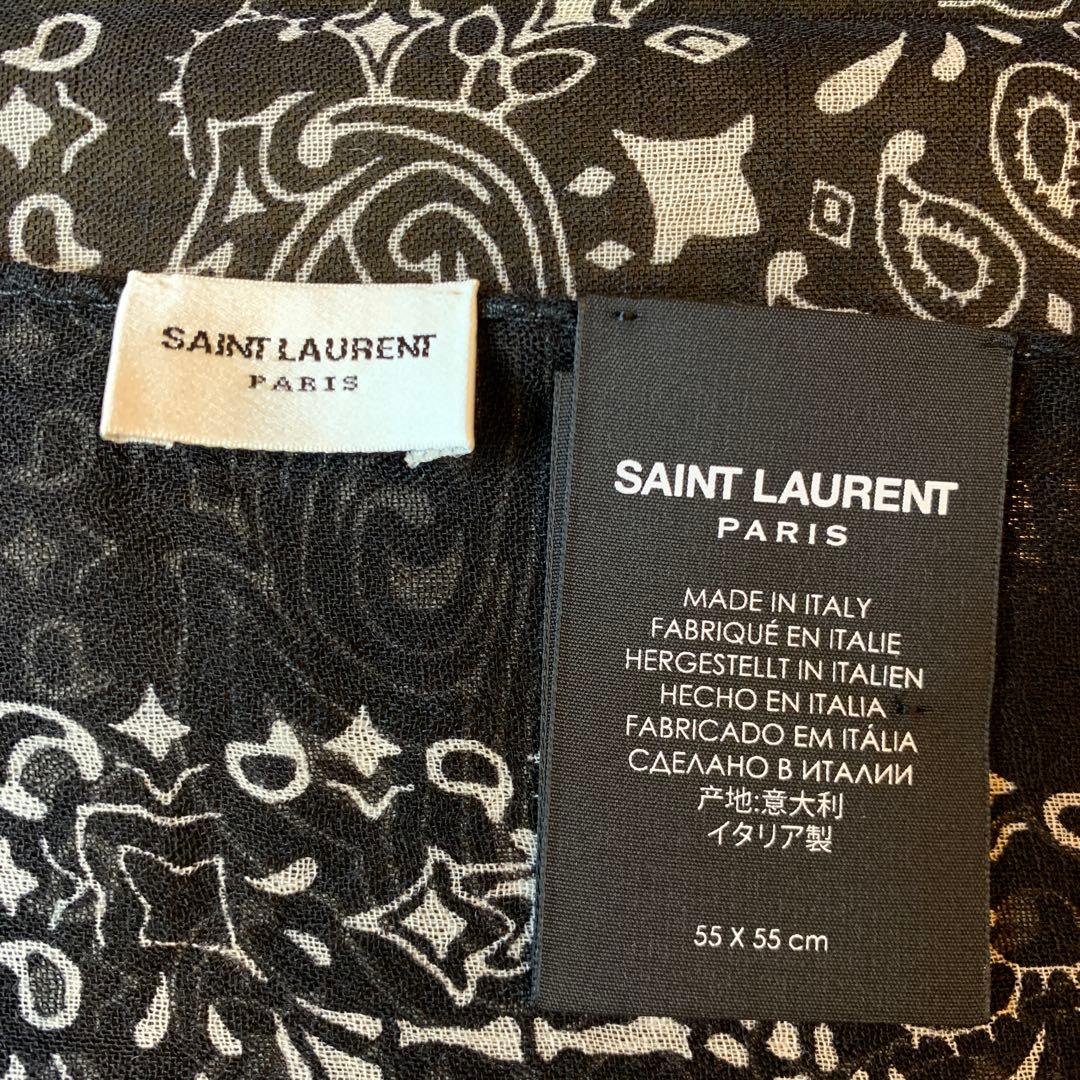 SAINT LAURENT
PARIS
SAINT LAURENT
PARIS
MADE IN ITALY
FABRIQUÉ EN ITALIE
HERGESTELLT IN ITALIEN
HECHO EN ITALIA
FABRICADO EM ITÁLIA
СДЕЛАНО В ИТАЛИИ
产地:意大利
イタリア製
55 X 55 cm